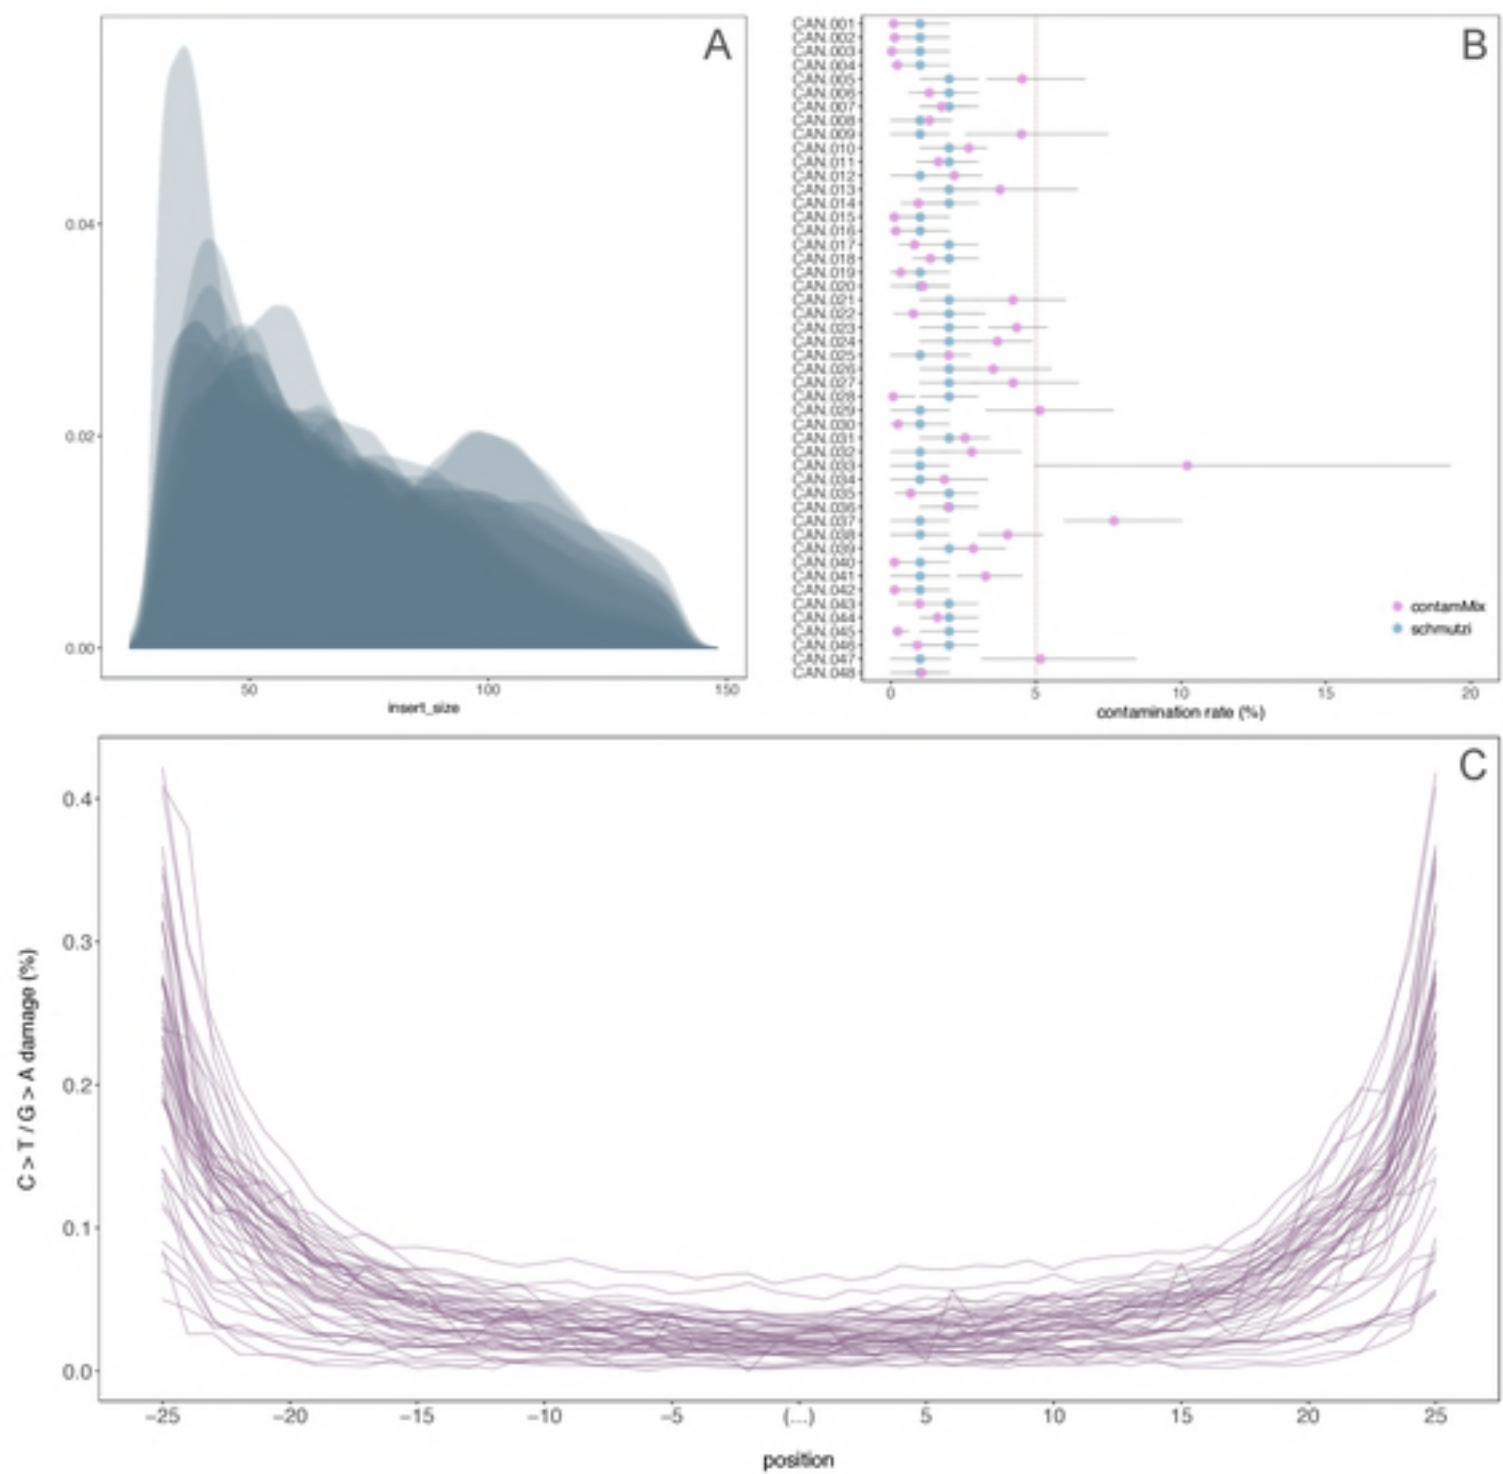 A
0.04
0.02
0.00
50
100
150
insert_size
B
CAN.001
CAN.002
CAN.003
CAN.004
CAN.005
CAN.006
CAN.007
CAN.008
CAN.009
CAN.010
CAN.011
CAN.012
CAN.013
CAN.014
CAN.015
CAN.016
CAN.017
CAN.018
CAN.019
CAN.020
CAN.021
CAN.022
CAN.023
CAN.024
CAN.025
CAN.026
CAN.027
CAN.028
CAN.029
CAN.030
CAN.031
CAN.032
CAN.033
CAN.034
CAN.035
CAN.036
CAN.037
CAN.038
CAN.039
CAN.040
CAN.041
CAN.042
CAN.043
CAN.044
CAN.045
CAN.046
CAN.047
CAN.048
contamMix
schmutzi
0
5
10
15
20
contamination rate (%)
C
C > T / G > A damage (%)
0.4
0.3
0.2
0.1
0.0
−25
−20
−15
−10
−5
(...)
5
10
15
20
25
position